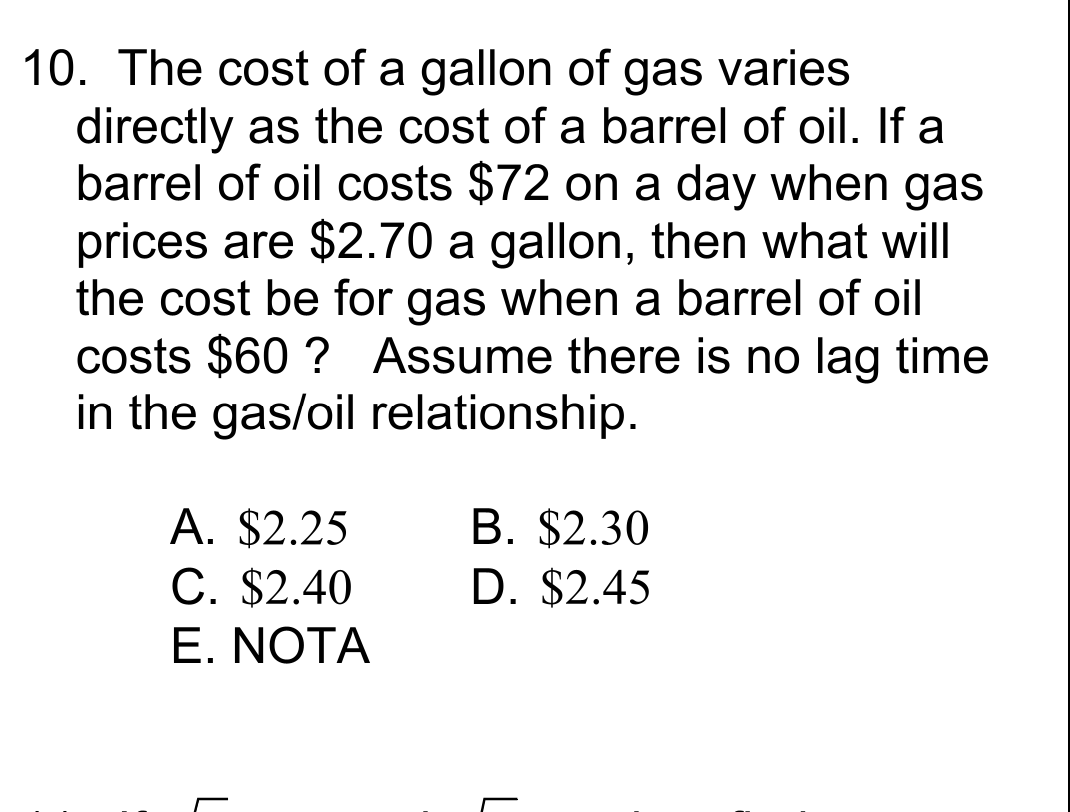 10. The cost of a gallon of gas varies
directly as the cost of a barrel of oil. If a
barrel of oil costs $72 on a day when gas
prices are $2.70 a gallon, then what will
the cost be for gas when a barrel of oil
costs $60 ? Assume there is no lag time
in the gas/oil relationship.
A. $2.25 B. $2.30
C. $2.40 D. $2.45
E. NOTA